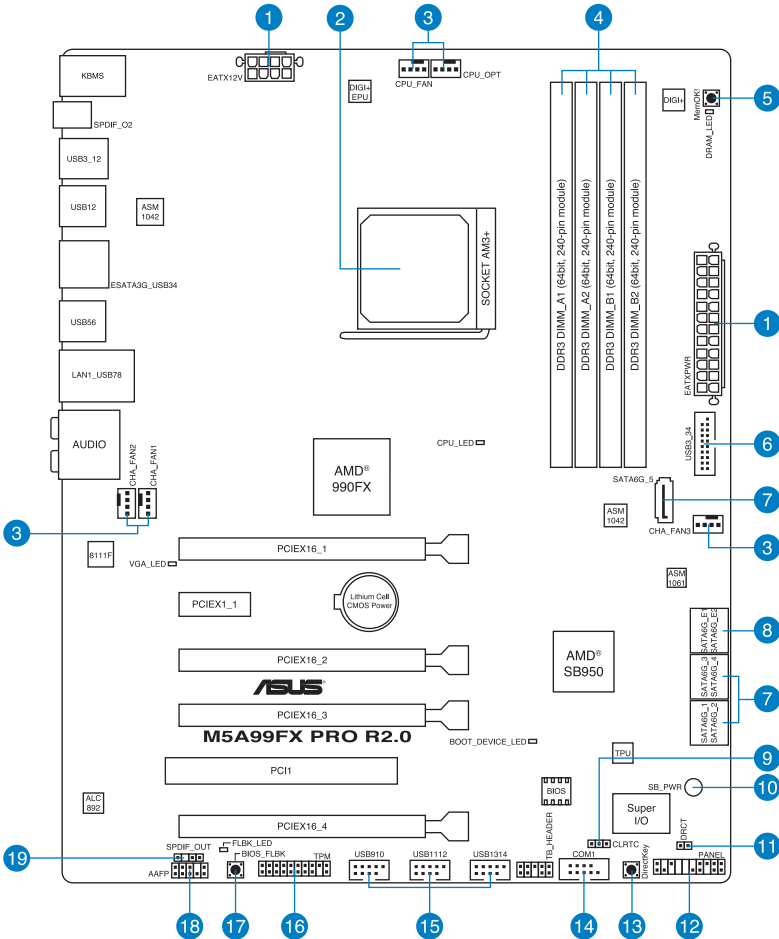 1
2
3
4
KBMS
EATX12V
CPU_FAN
CPU_OPT
DIGI+
EPU
DIGI+
MemOK!
5
DRAM_LED
SPDIF_O2
USB3_12
USB12
ASM
1042
ESATA3G_USB34
USB56
LAN1_USB78
AUDIO
SOCKET AM3+
DDR3 DIMM_A1 (64bit, 240-pin module)
DDR3 DIMM_A2 (64bit, 240-pin module)
DDR3 DIMM_B1 (64bit, 240-pin module)
DDR3 DIMM_B2 (64bit, 240-pin module)
EATXPWR
1
USB3_34
6
CPU_LED
AMD®
990FX
CHA_FAN2
CHA_FAN1
3
SATA6G_5
7
ASM
1042
CHA_FAN3
3
8111F
VGA_LED
PCIEX16_1
ASM
1061
PCIEX1_1
Lithium Cell
CMOS Power
SATA6G_E1
SATA6G_E2
8
AMD®
SB950
PCIEX16_2
SATA6G_3
SATA6G_4
7
SATA6G_1
SATA6G_2
ASUS®
PCIEX16_3
M5A99FX PRO R2.0
BOOT_DEVICE_LED
TPU
9
PCI1
BIOS
SB_PWR
10
ALC
892
Super
I/O
PCIEX16_4
SPDIF_OUT
FLBK_LED
BIOS_FLBK
TPM
USB910
USB1112
USB1314
TB_HEADER
COM1
CLRTC
DirectKey
DRCT
11
PANEL
19
AAFP
18
17
16
15
14
13
12